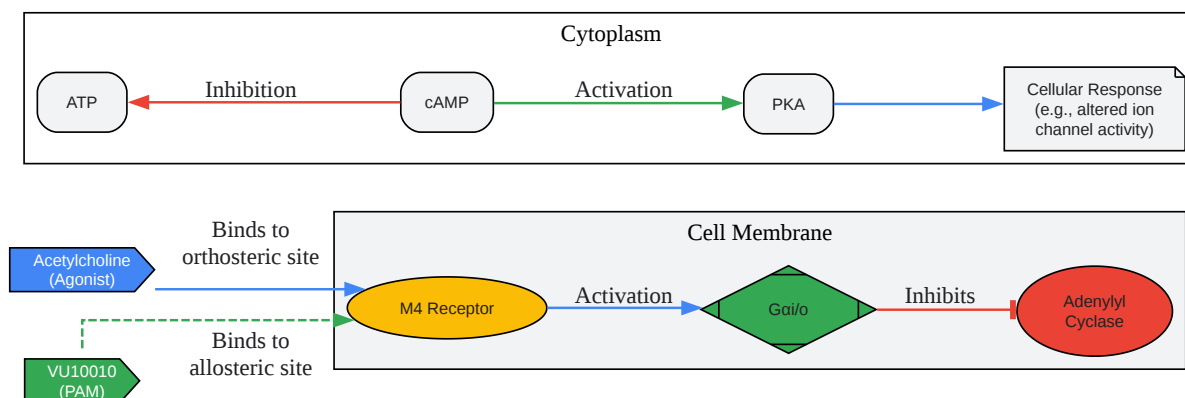 Cytoplasm
ATP
Inhibition
cAMP
Activation
PKA
Cellular Response
(e.g., altered ion
channel activity)
Binds to
orthosteric site
Acetylcholine
(Agonist)
Cell Membrane
M4 Receptor
Activation
Gαi/o
Inhibits
Adenylyl
Cyclase
Binds to
allosteric site
VU10010
(PAM)